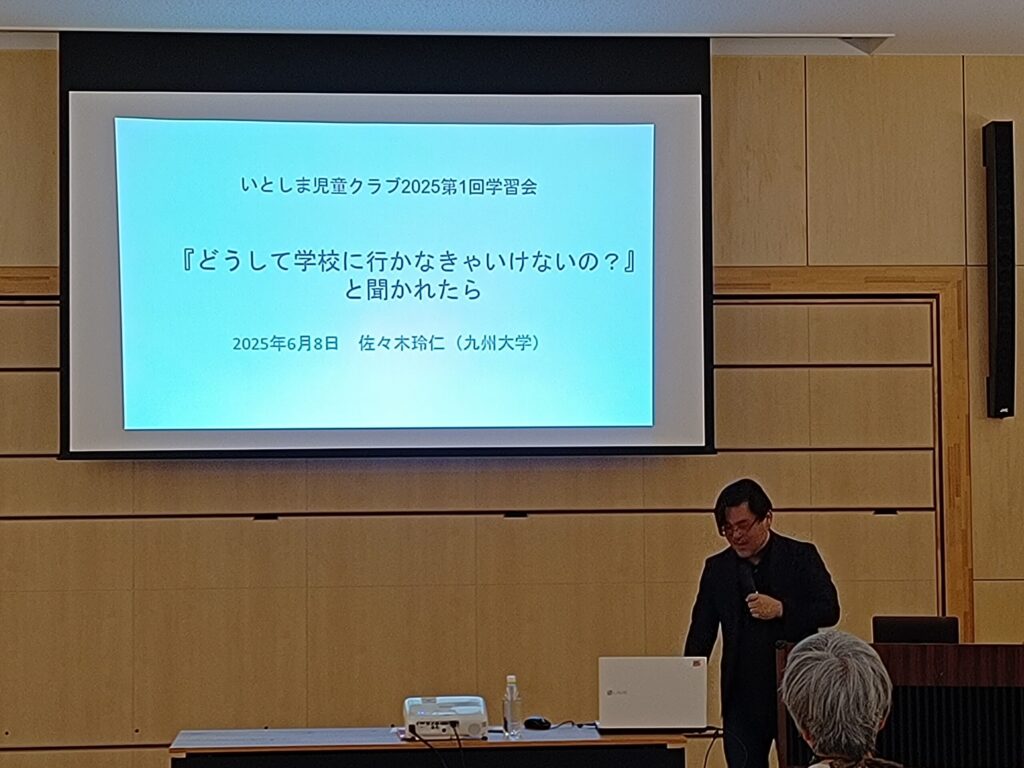 いとしま児童クラブ2025第1回学習会
『どうして学校に行かなきゃいけないの？』
と聞かれたら
2025年6月8日　佐々木玲仁（九州大学）